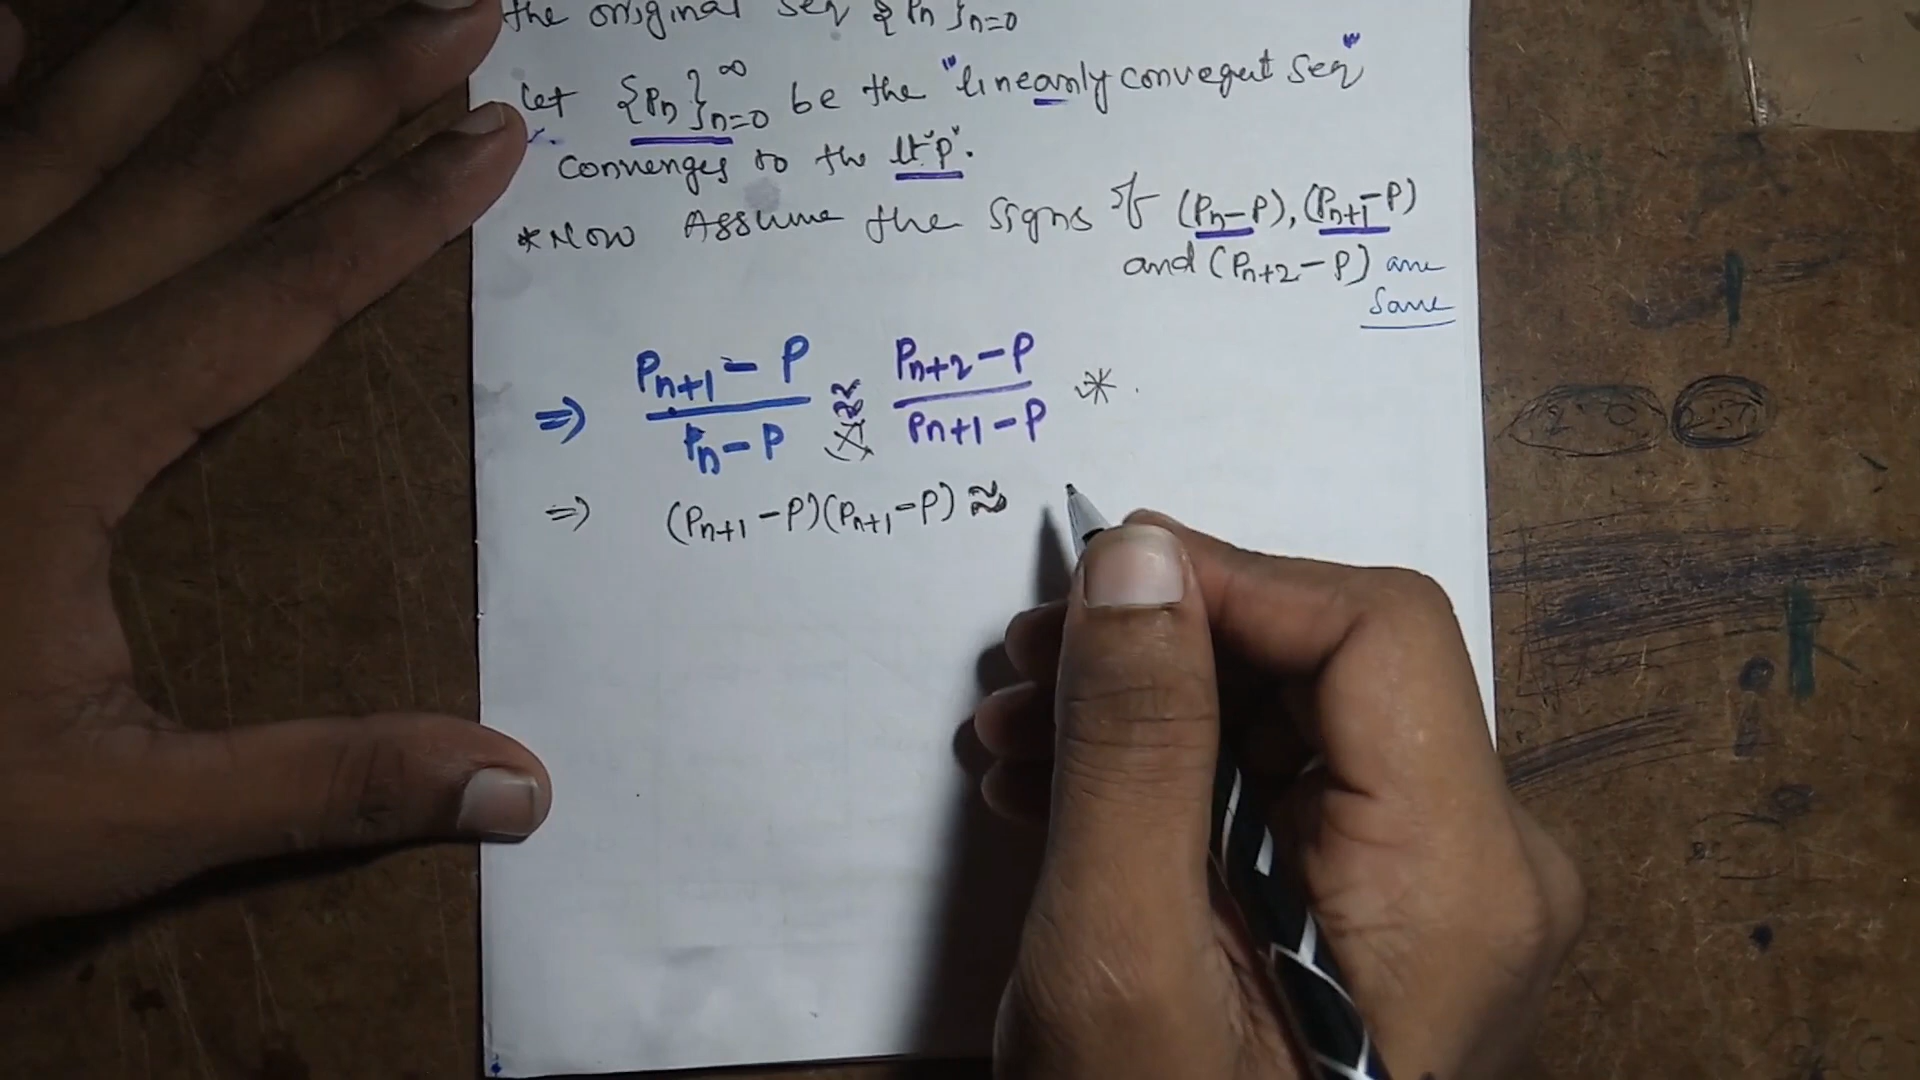 the original Seq {Pn}n=0
Let {Pn}∞n=0 be the "linearly convegent Seq"
Convenges to the lt 'p'.
*Now Assume the Signs of (Pn-P), (Pn+1-P)
and (Pn+2-P) are
Same
=> Pn+1 - P / Pn - P ≈ Pn+2 - P / Pn+1 - P *
=> (Pn+1 - P)(Pn+1 - P) ≈